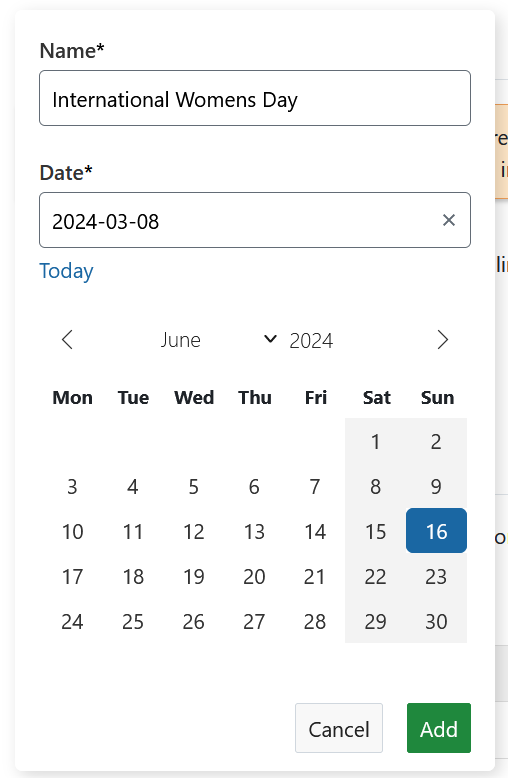 Name*
International Womens Day
Date*
2024-03-08
Today
June 2024
Mon Tue Wed Thu Fri Sat Sun
1 2
3 4 5 6 7 8 9
10 11 12 13 14 15 16
17 18 19 20 21 22 23
24 25 26 27 28 29 30
Cancel Add